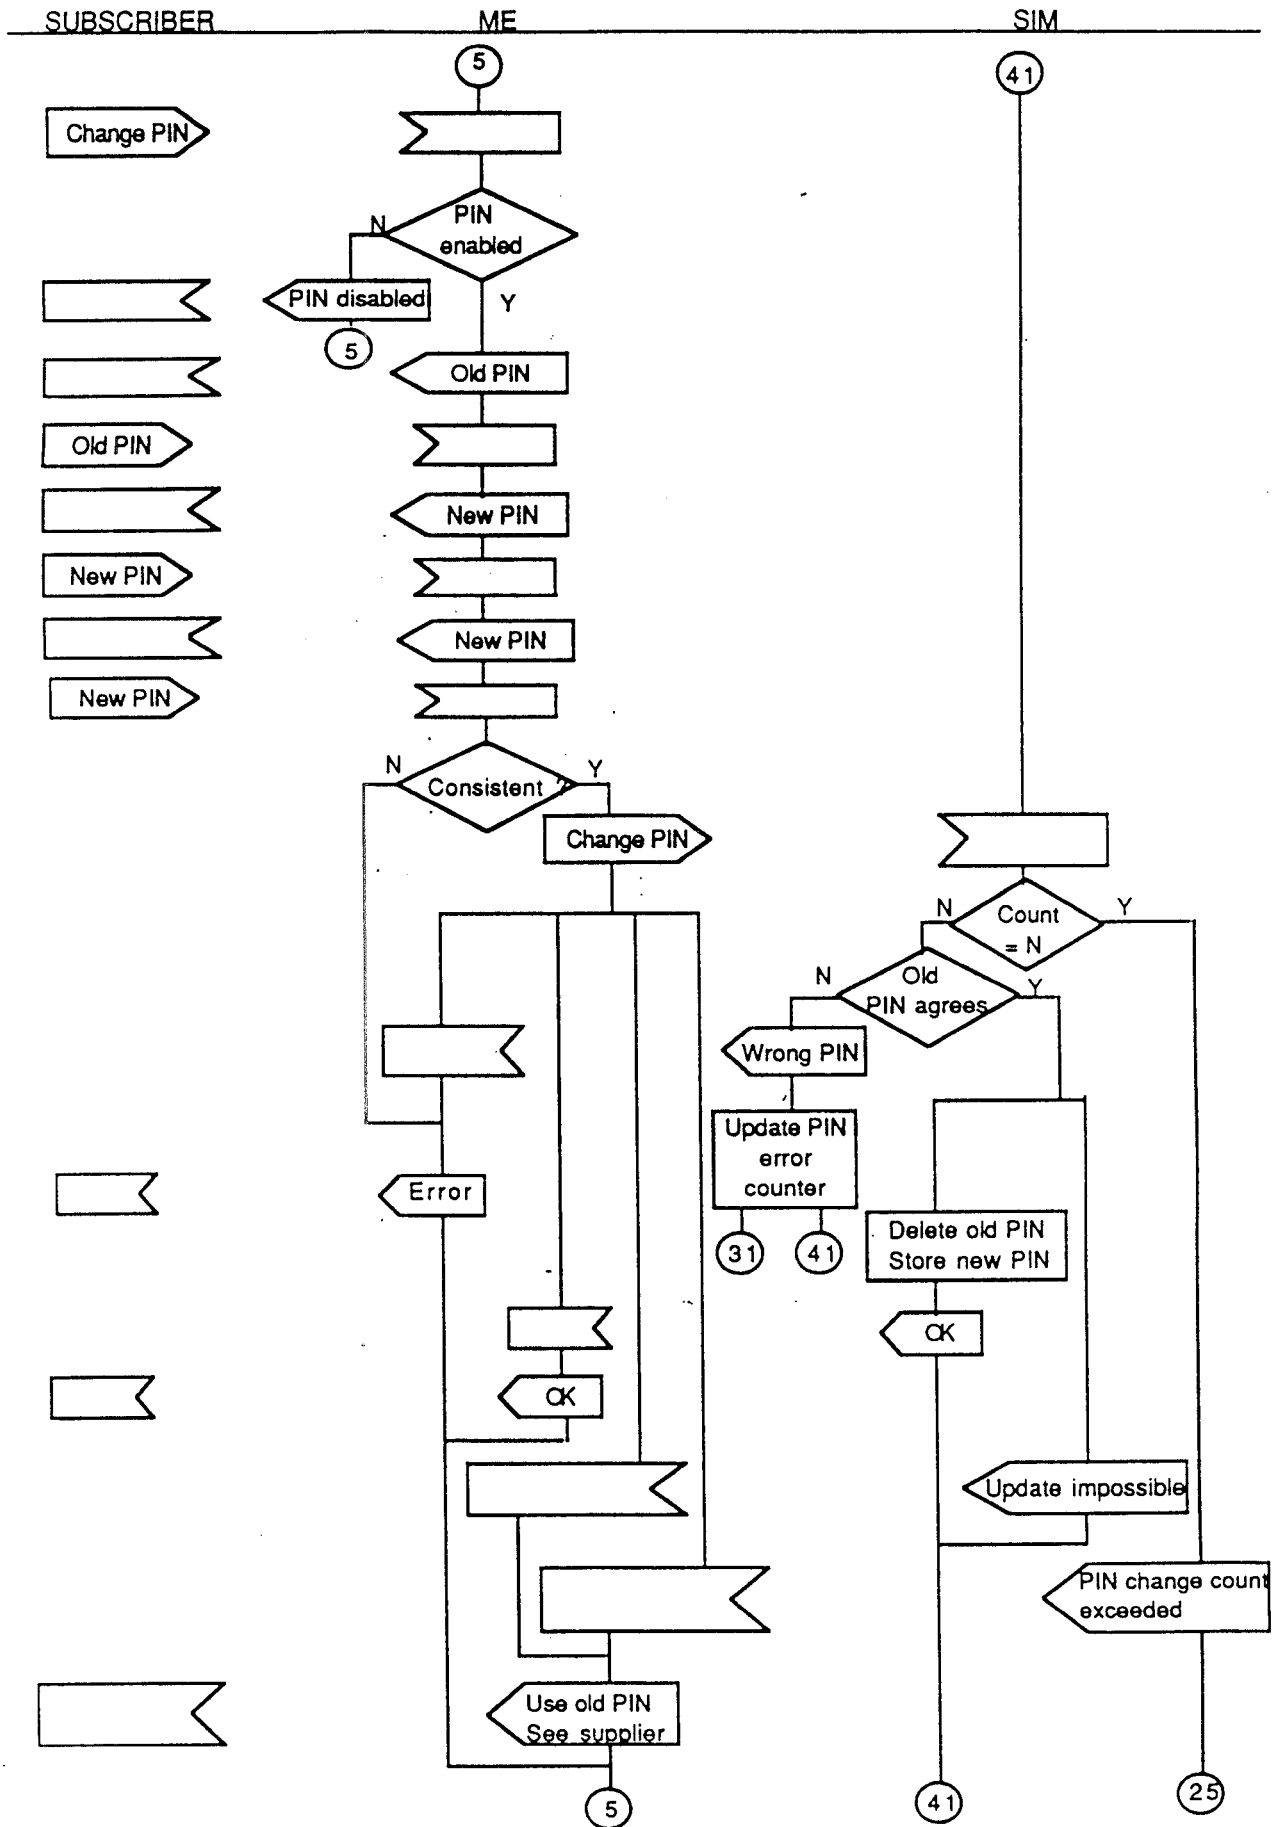 SUBSCRIBER ME SIM
5
41
Change PIN
PIN
enabled
N
Y
PIN disabled
5
Old PIN
Old PIN
New PIN
New PIN
New PIN
New PIN
N
Consistent ?
Y
Change PIN
N
Count
= N
Y
N
Old
PIN agrees
Y
Wrong PIN
Update PIN
error
counter
Error
31
41
Delete old PIN
Store new PIN
OK
OK
Update impossible
PIN change count
exceeded
Use old PIN
See supplier
5
41
25